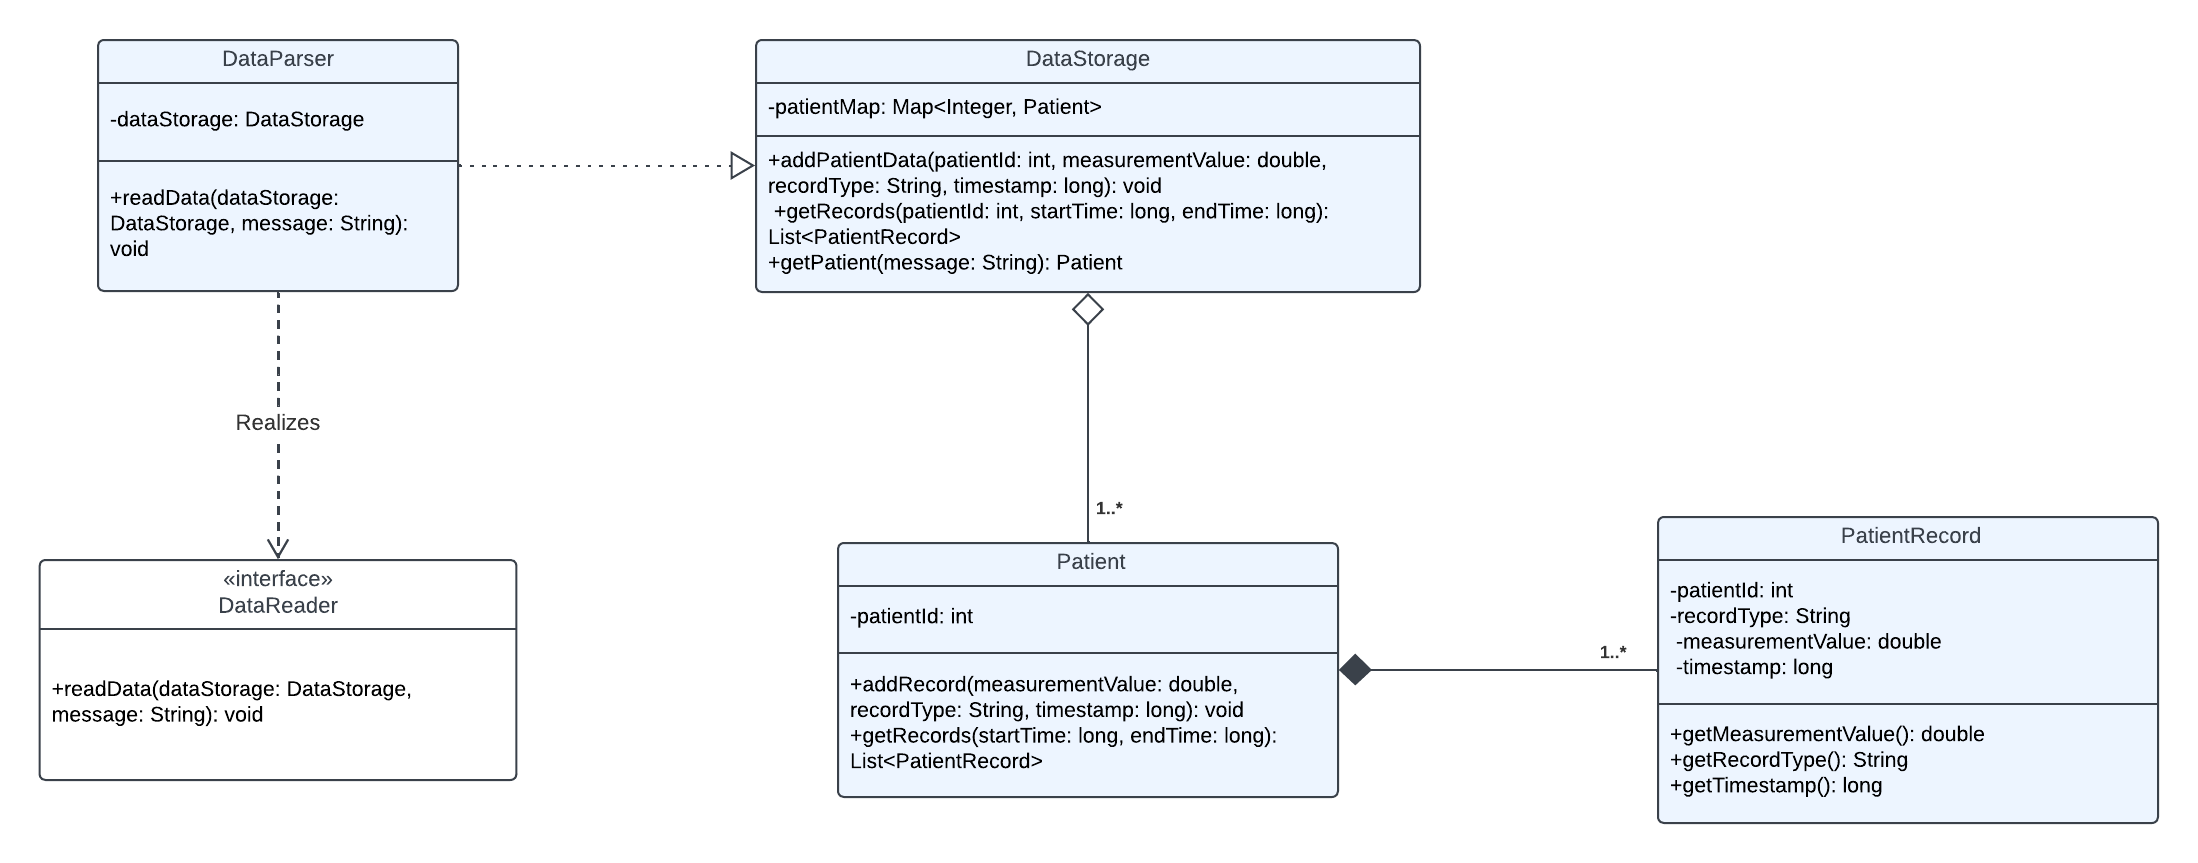 DataParser
-dataStorage: DataStorage
+readData(dataStorage:
DataStorage, message: String):
void
DataStorage
-patientMap: Map<Integer, Patient>
+addPatientData(patientId: int, measurementValue: double,
recordType: String, timestamp: long): void
+getRecords(patientId: int, startTime: long, endTime: long):
List<PatientRecord>
+getPatient(message: String): Patient
Realizes
«interface»
DataReader
+readData(dataStorage: DataStorage,
message: String): void
1..*
Patient
-patientId: int
+addRecord(measurementValue: double,
recordType: String, timestamp: long): void
+getRecords(startTime: long, endTime: long):
List<PatientRecord>
1..*
PatientRecord
-patientId: int
-recordType: String
-measurementValue: double
-timestamp: long
+getMeasurementValue(): double
+getRecordType(): String
+getTimestamp(): long